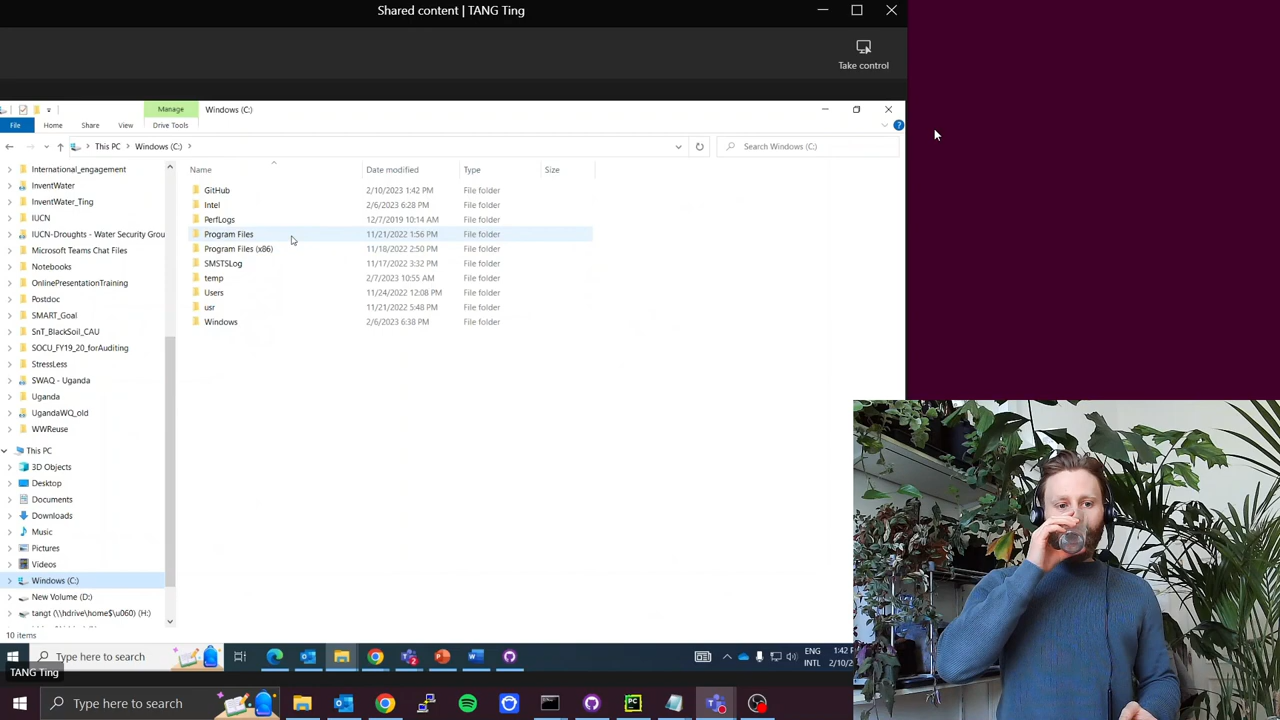 Shared content | TANG Ting
Take control
Manage
Windows (C:)
File
Home
Share
View
Drive Tools
This PC
Windows (C:)
Search Windows (C:)
International_engagement
InventWater
InventWater_Ting
IUCN
IUCN-Droughts - Water Security Grou
Microsoft Teams Chat Files
Notebooks
OnlinePresentationTraining
Postdoc
SMART_Goal
SnT_BlackSoil_CAU
SOCU_FY19_20_forAuditing
StressLess
SWAQ - Uganda
Uganda
UgandaWQ_old
WWReuse
This PC
3D Objects
Desktop
Documents
Downloads
Music
Pictures
Videos
Windows (C:)
New Volume (D:)
tangt (\\hdrive\home$\u060) (H:)
Name Date modified Type Size
GitHub 2/10/2023 1:42 PM File folder
Intel 2/6/2023 6:28 PM File folder
PerfLogs 12/7/2019 10:14 AM File folder
Program Files 11/21/2022 1:56 PM File folder
Program Files (x86) 11/18/2022 2:50 PM File folder
SMSTSLog 11/17/2022 3:32 PM File folder
temp 2/7/2023 10:55 AM File folder
Users 11/24/2022 12:08 PM File folder
usr 11/21/2022 5:48 PM File folder
Windows 2/6/2023 6:38 PM File folder
10 items
Type here to search
ENG
INTL
1:42 P
2/10/20
TANG Ting
Type here to search